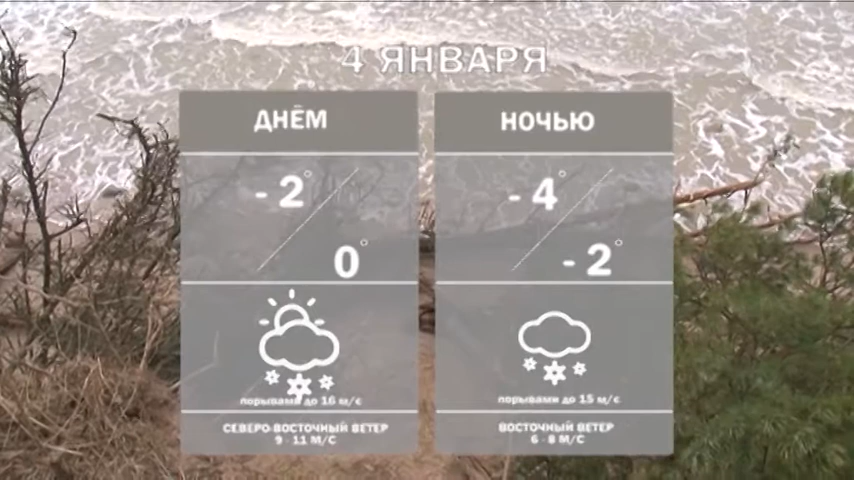 4 ЯНВАРЯ
ДНЁМ
-2°
0°
порывами до 16 м/с
СЕВЕРО-ВОСТОЧНЫЙ ВЕТЕР
9 - 11 М/С
НОЧЬЮ
-4°
-2°
порывами до 15 м/с
ВОСТОЧНЫЙ ВЕТЕР
6 - 8 М/С